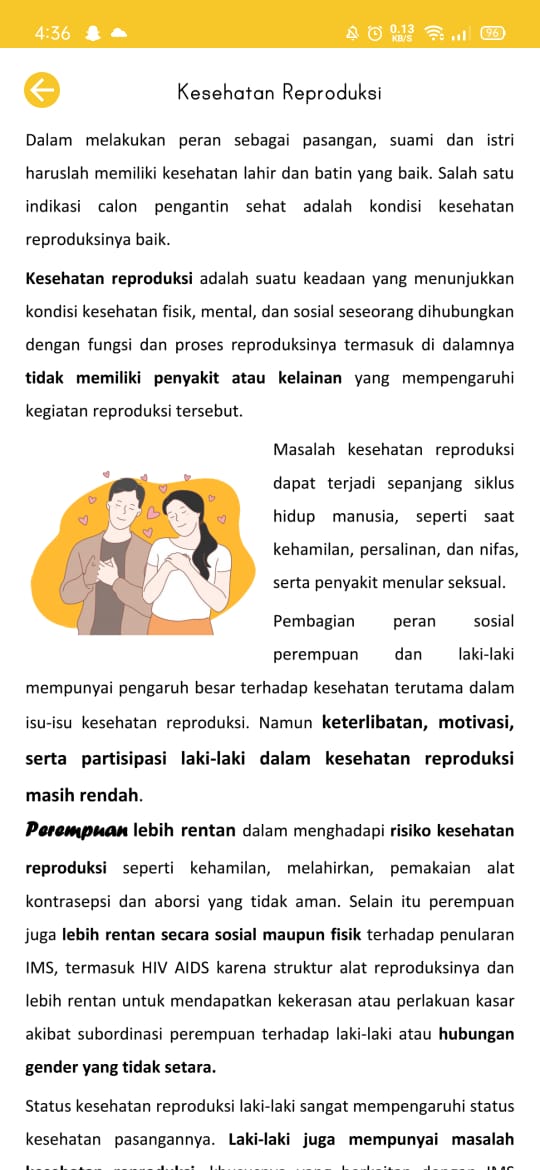 4:36
0.13
KB/S
96
Kesehatan Reproduksi
Dalam melakukan peran sebagai pasangan, suami dan istri
haruslah memiliki kesehatan lahir dan batin yang baik. Salah satu
indikasi calon pengantin sehat adalah kondisi kesehatan
reproduksinya baik.
Kesehatan reproduksi adalah suatu keadaan yang menunjukkan
kondisi kesehatan fisik, mental, dan sosial seseorang dihubungkan
dengan fungsi dan proses reproduksinya termasuk di dalamnya
tidak memiliki penyakit atau kelainan yang mempengaruhi
kegiatan reproduksi tersebut.
Masalah kesehatan reproduksi
dapat terjadi sepanjang siklus
hidup manusia, seperti saat
kehamilan, persalinan, dan nifas,
serta penyakit menular seksual.
Pembagian peran sosial
perempuan dan laki-laki
mempunyai pengaruh besar terhadap kesehatan terutama dalam
isu-isu kesehatan reproduksi. Namun keterlibatan, motivasi,
serta partisipasi laki-laki dalam kesehatan reproduksi
masih rendah.
Perempuan lebih rentan dalam menghadapi risiko kesehatan
reproduksi seperti kehamilan, melahirkan, pemakaian alat
kontrasepsi dan aborsi yang tidak aman. Selain itu perempuan
juga lebih rentan secara sosial maupun fisik terhadap penularan
IMS, termasuk HIV AIDS karena struktur alat reproduksinya dan
lebih rentan untuk mendapatkan kekerasan atau perlakuan kasar
akibat subordinasi perempuan terhadap laki-laki atau hubungan
gender yang tidak setara.
Status kesehatan reproduksi laki-laki sangat mempengaruhi status
kesehatan pasangannya. Laki-laki juga mempunyai masalah